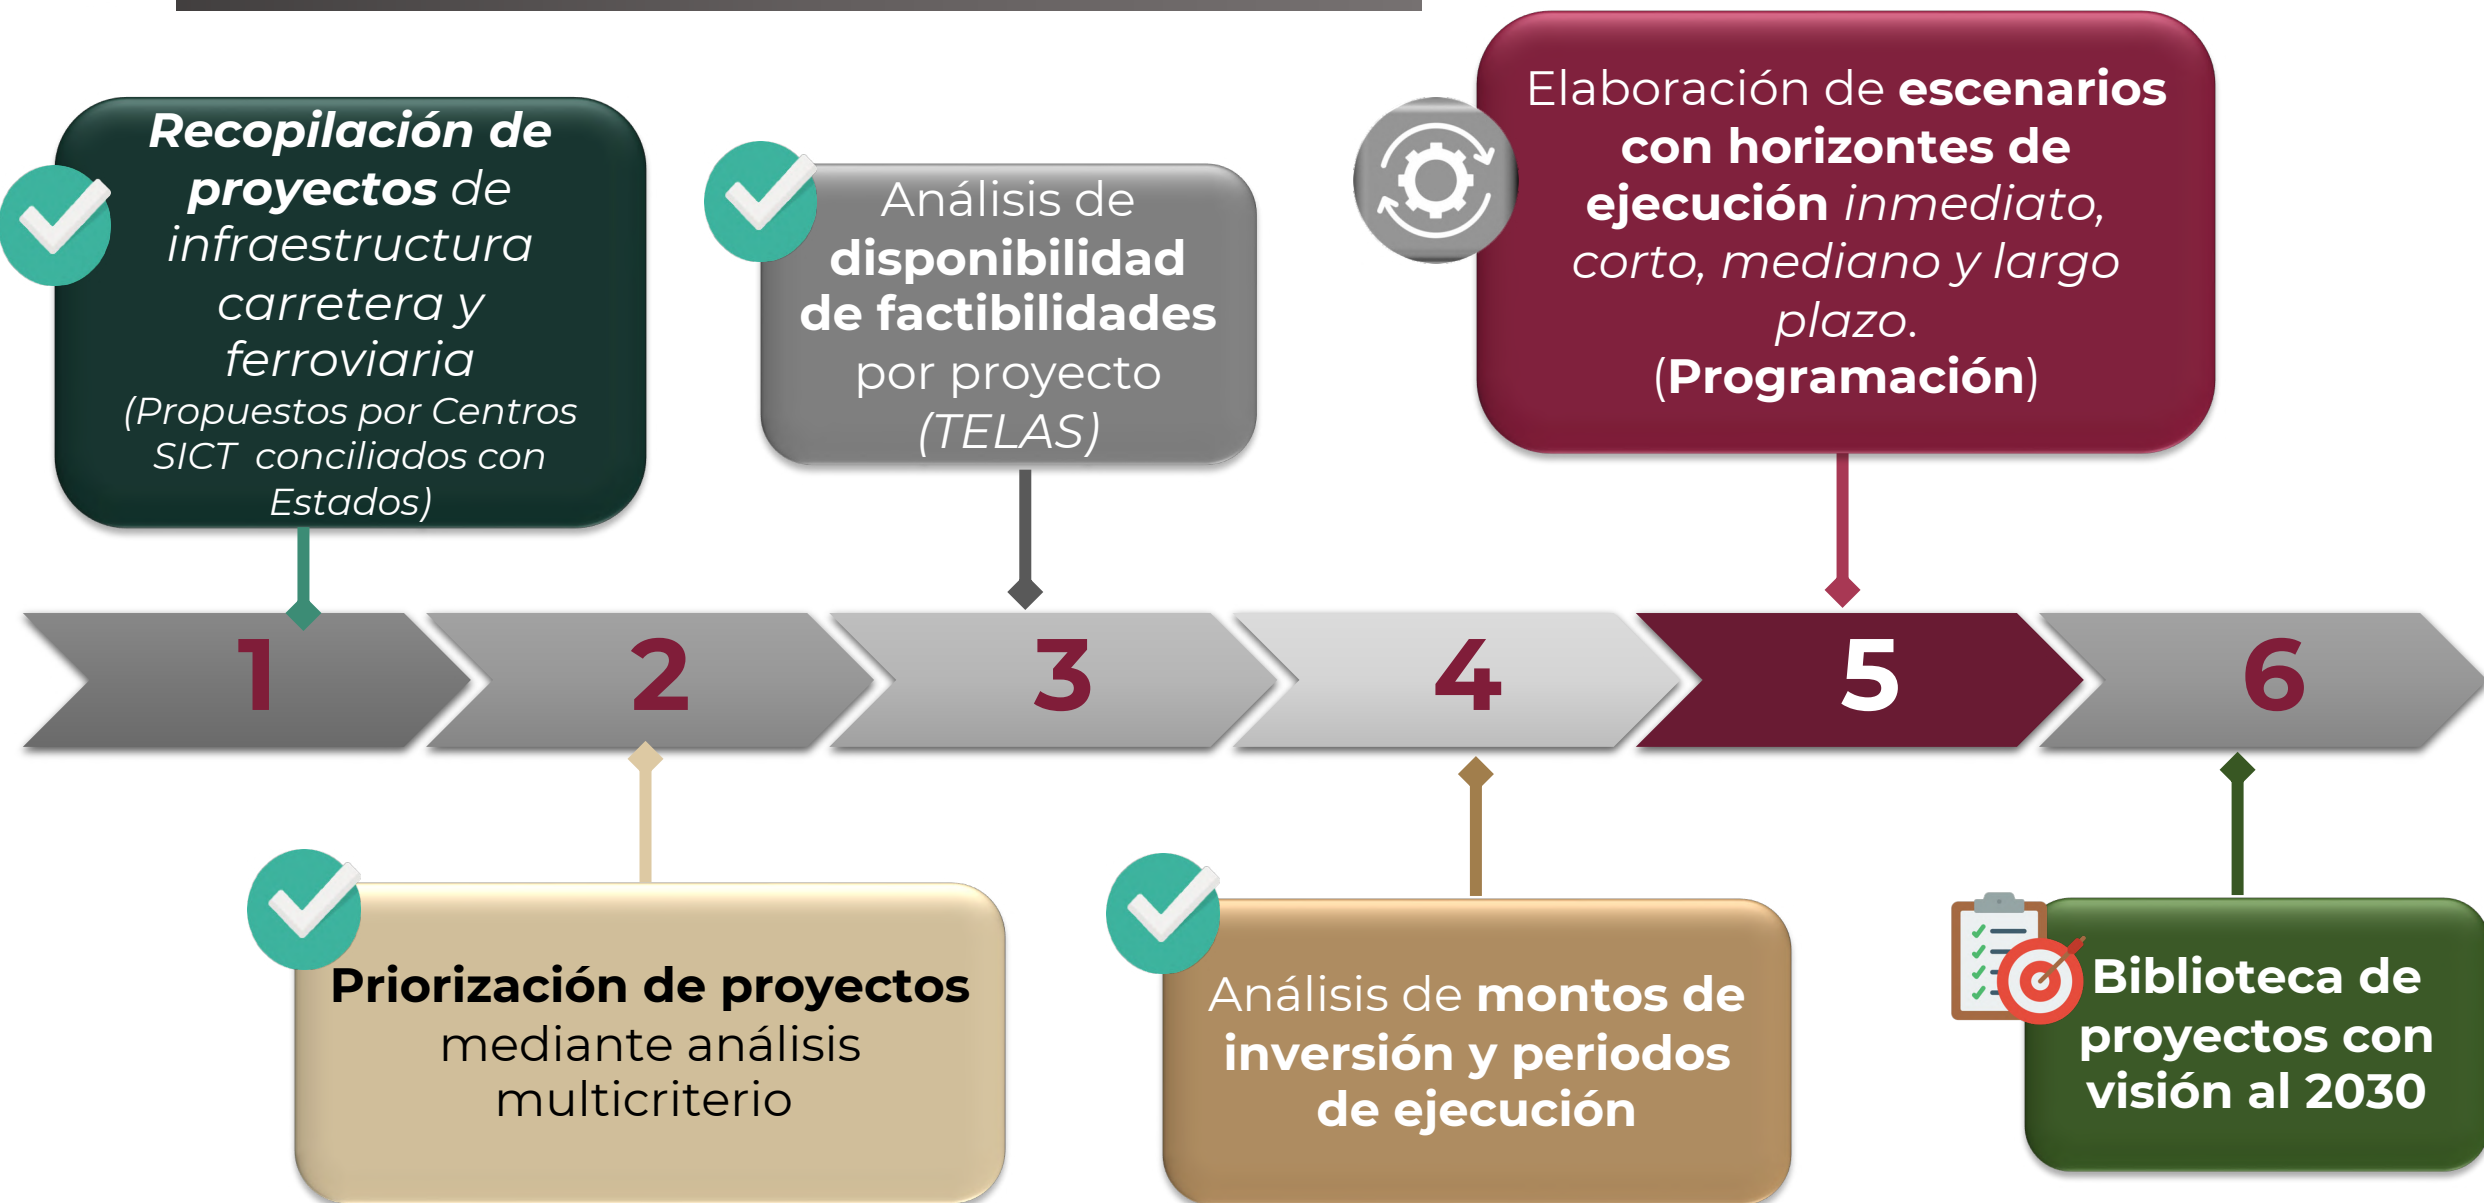 Recopilación de
proyectos de
infraestructura
carretera y
ferroviaria
(Propuestos por Centros
SICT conciliados con
Estados)
Análisis de
disponibilidad
de factibilidades
por proyecto
(TELAS)
Elaboración de escenarios
con horizontes de
ejecución inmediato,
corto, mediano y largo
plazo.
(Programación)
1
2
3
4
5
6
Priorización de proyectos
mediante análisis
multicriterio
Análisis de montos de
inversión y periodos
de ejecución
Biblioteca de
proyectos con
visión al 2030